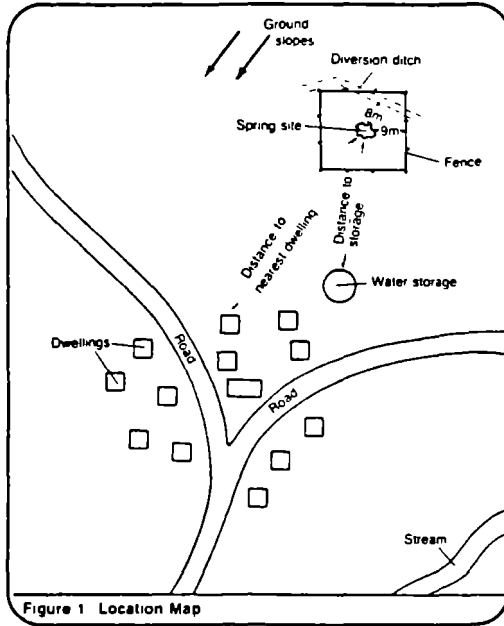 Ground
slopes
Diversion ditch
8m
Spring site
9m
Fence
Distance to
storage
Distance to
nearest dwelling
Water storage
Dwellings
Road
Road
Stream
Figure 1 Location Map